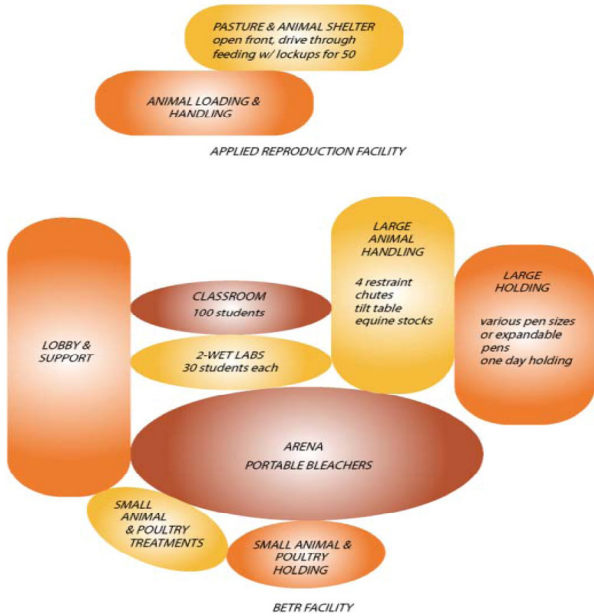 PASTURE & ANIMAL SHELTER
open front, drive through
feeding w/ lockups for 50
ANIMAL LOADING &
HANDLING
APPLIED REPRODUCTION FACILITY
LARGE
ANIMAL
HANDLING
4 restraint
chutes
tilt table
equine stocks
LARGE
HOLDING
various pen sizes
or expandable
pens
one day holding
CLASSROOM
100 students
LOBBY &
SUPPORT
2-WET LABS
30 students each
ARENA
PORTABLE BLEACHERS
SMALL
ANIMAL
& POULTRY
TREATMENTS
SMALL ANIMAL &
POULTRY
HOLDING
BETR FACILITY